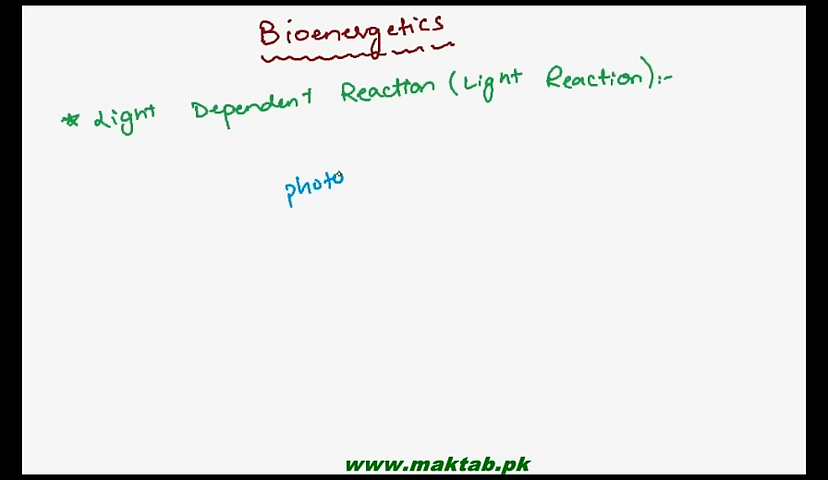 Bioenergetics
* Light Dependent Reaction (Light Reaction):-
photo
www.maktab.pk